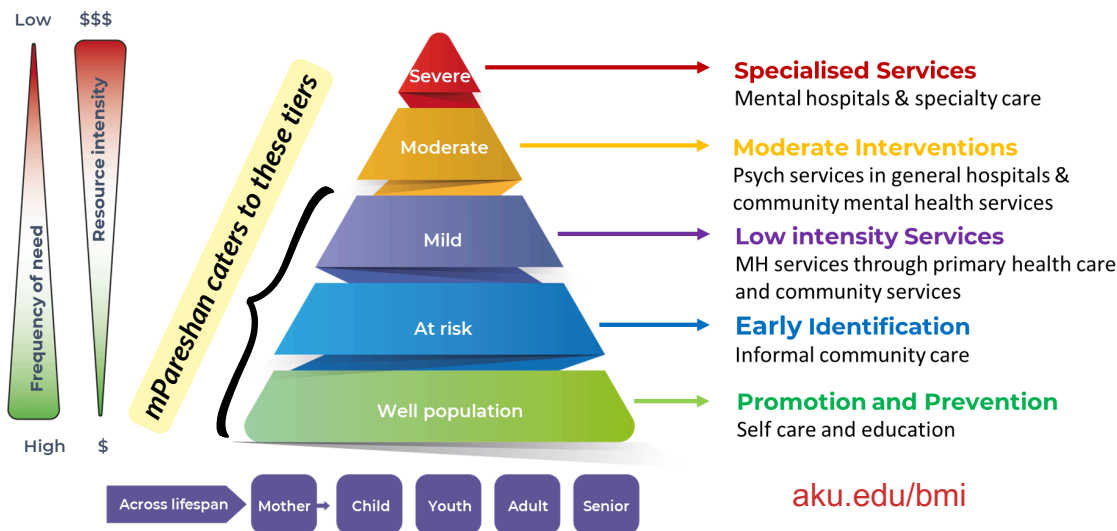 Low
$$$
Frequency of need
Resource intensity
High
$
mPareshan caters to these tiers
Severe
Moderate
Mild
At risk
Well population
Specialised Services
Mental hospitals & specialty care
Moderate Interventions
Psych services in general hospitals &
community mental health services
Low intensity Services
MH services through primary health care
and community services
Early Identification
Informal community care
Promotion and Prevention
Self care and education
Across lifespan
Mother
Child
Youth
Adult
Senior
aku.edu/bmi